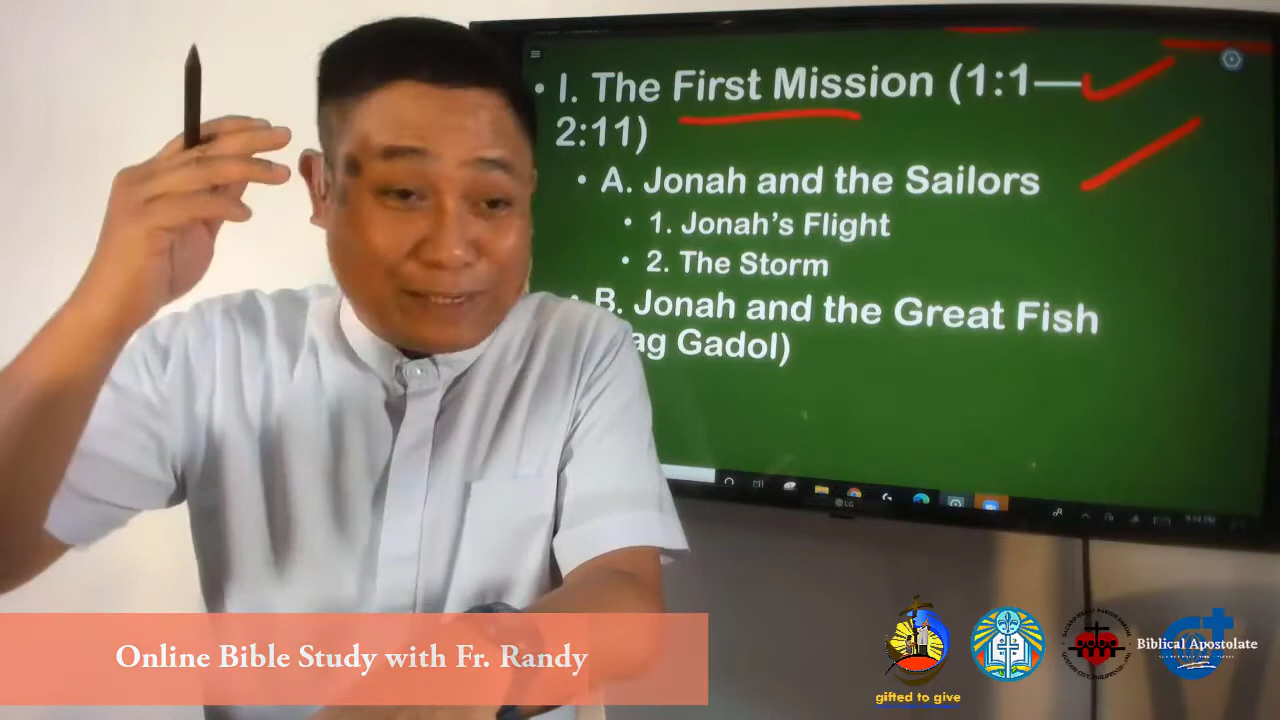 • I. The First Mission (1:1—
2:11)
• A. Jonah and the Sailors
• 1. Jonah's Flight
• 2. The Storm
B. Jonah and the Great Fish
ag Gadol)
LG
Online Bible Study with Fr. Randy
gifted to give
Biblical Apostolate